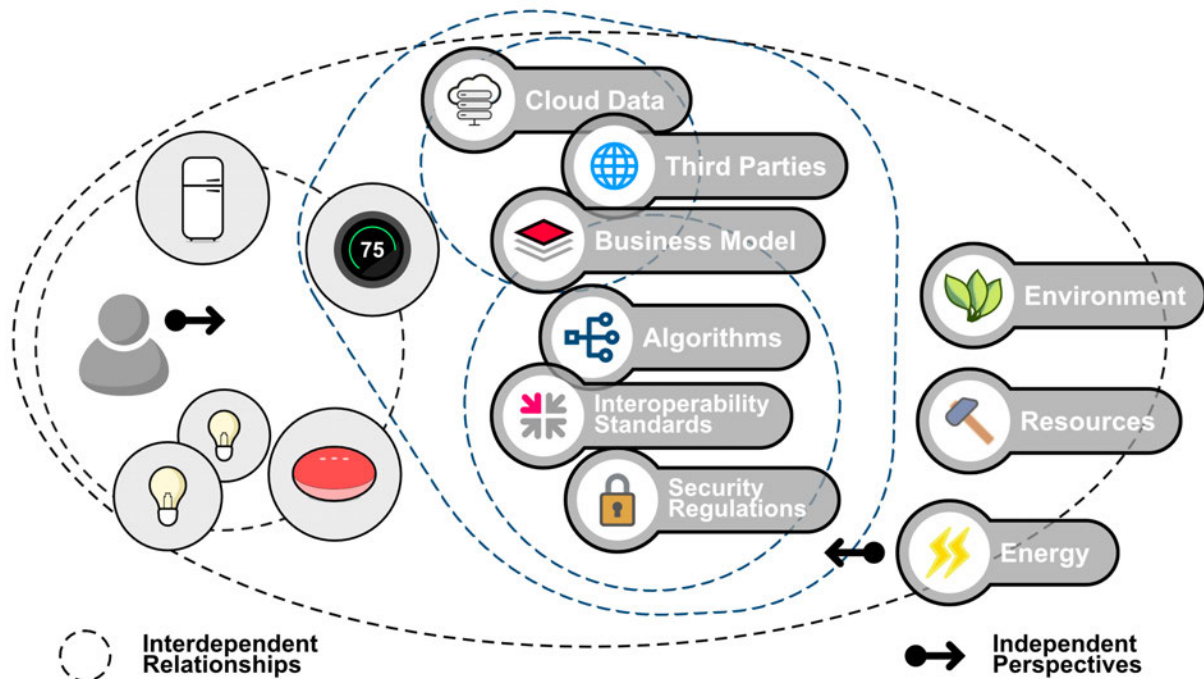 Cloud Data
Third Parties
75
Business Model
Environment
Algorithms
Interoperability
Standards
Resources
Security
Regulations
Energy
Interdependent
Relationships
Independent
Perspectives